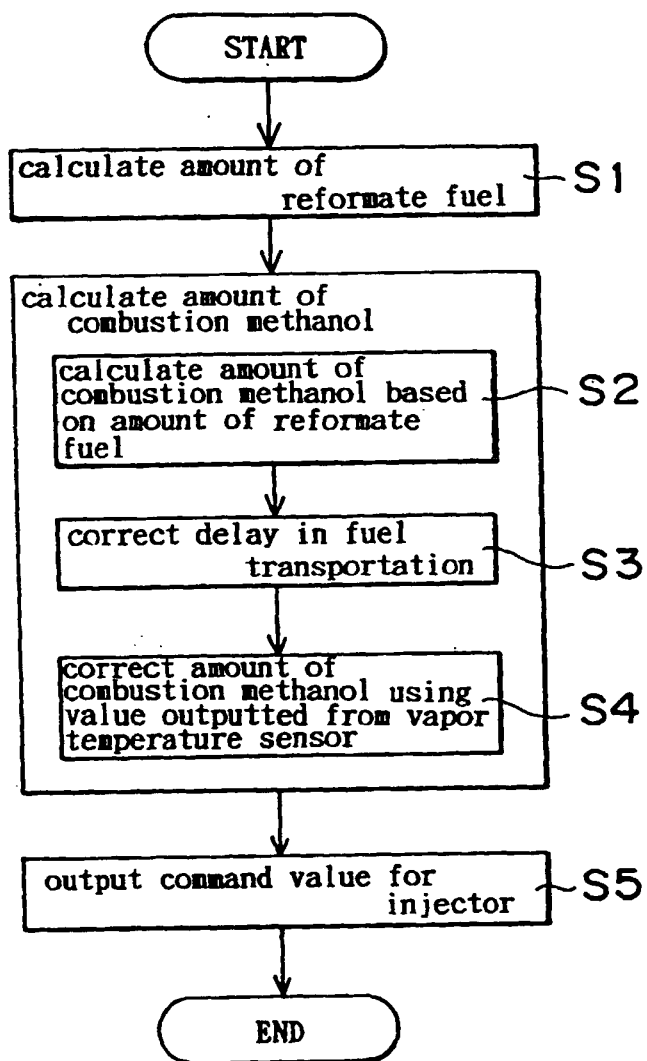 START
calculate amount of
reformate fuel
S1
calculate amount of
combustion methanol
calculate amount of
combustion methanol based
on amount of reformate
fuel
S2
correct delay in fuel
transportation
S3
correct amount of
combustion methanol using
value outputted from vapor
temperature sensor
S4
output command value for
injector
S5
END